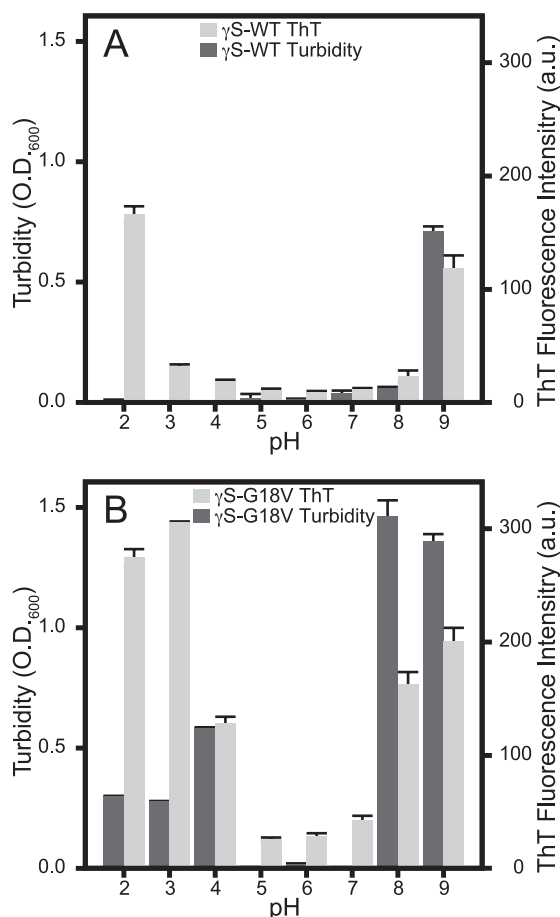 A
γS-WT ThT
γS-WT Turbidity
Turbidity (O.D.600)
1.5
1.0
0.5
0.0
ThT Fluorescence Intensitry (a.u.)
300
200
100
0
2 3 4 5 6 7 8 9
pH
B
γS-G18V ThT
γS-G18V Turbidity
Turbidity (O.D.600)
1.5
1.0
0.5
0.0
ThT Fluorescence Intensitry (a.u.)
300
200
100
0
2 3 4 5 6 7 8 9
pH